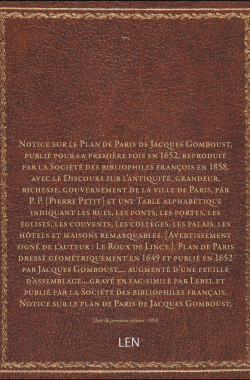 ...
Notice sur le Plan de Paris de Jacques Gomboust,
publié pour la première fois en 1652, reproduit
par la Société des bibliophiles françois en 1858.
avec le Discours sur l'antiquité, grandeur,
richesse, gouvernement de la ville de Paris, par
P. P. [Pierre Petit] et une Table alphabétique
indiquant les rues, les ponts, les portes, les
églises, les couvents, les collèges, les palais, les
hôtels et maisons remarquables. [Avertissement
signé de l'auteur : Le Roux de Lincy.]. Plan de Paris
dressé géométriquement en 1649 et publié en 1652
par Jacques Gomboust,... augmenté d'une feuille
d'assemblage... gravé en fac-similé par Lebel et
publié par la Société des bibliophiles français.
Notice sur le plan de Paris de Jacques Gomboust,
Date de première édition : 1858
LEN